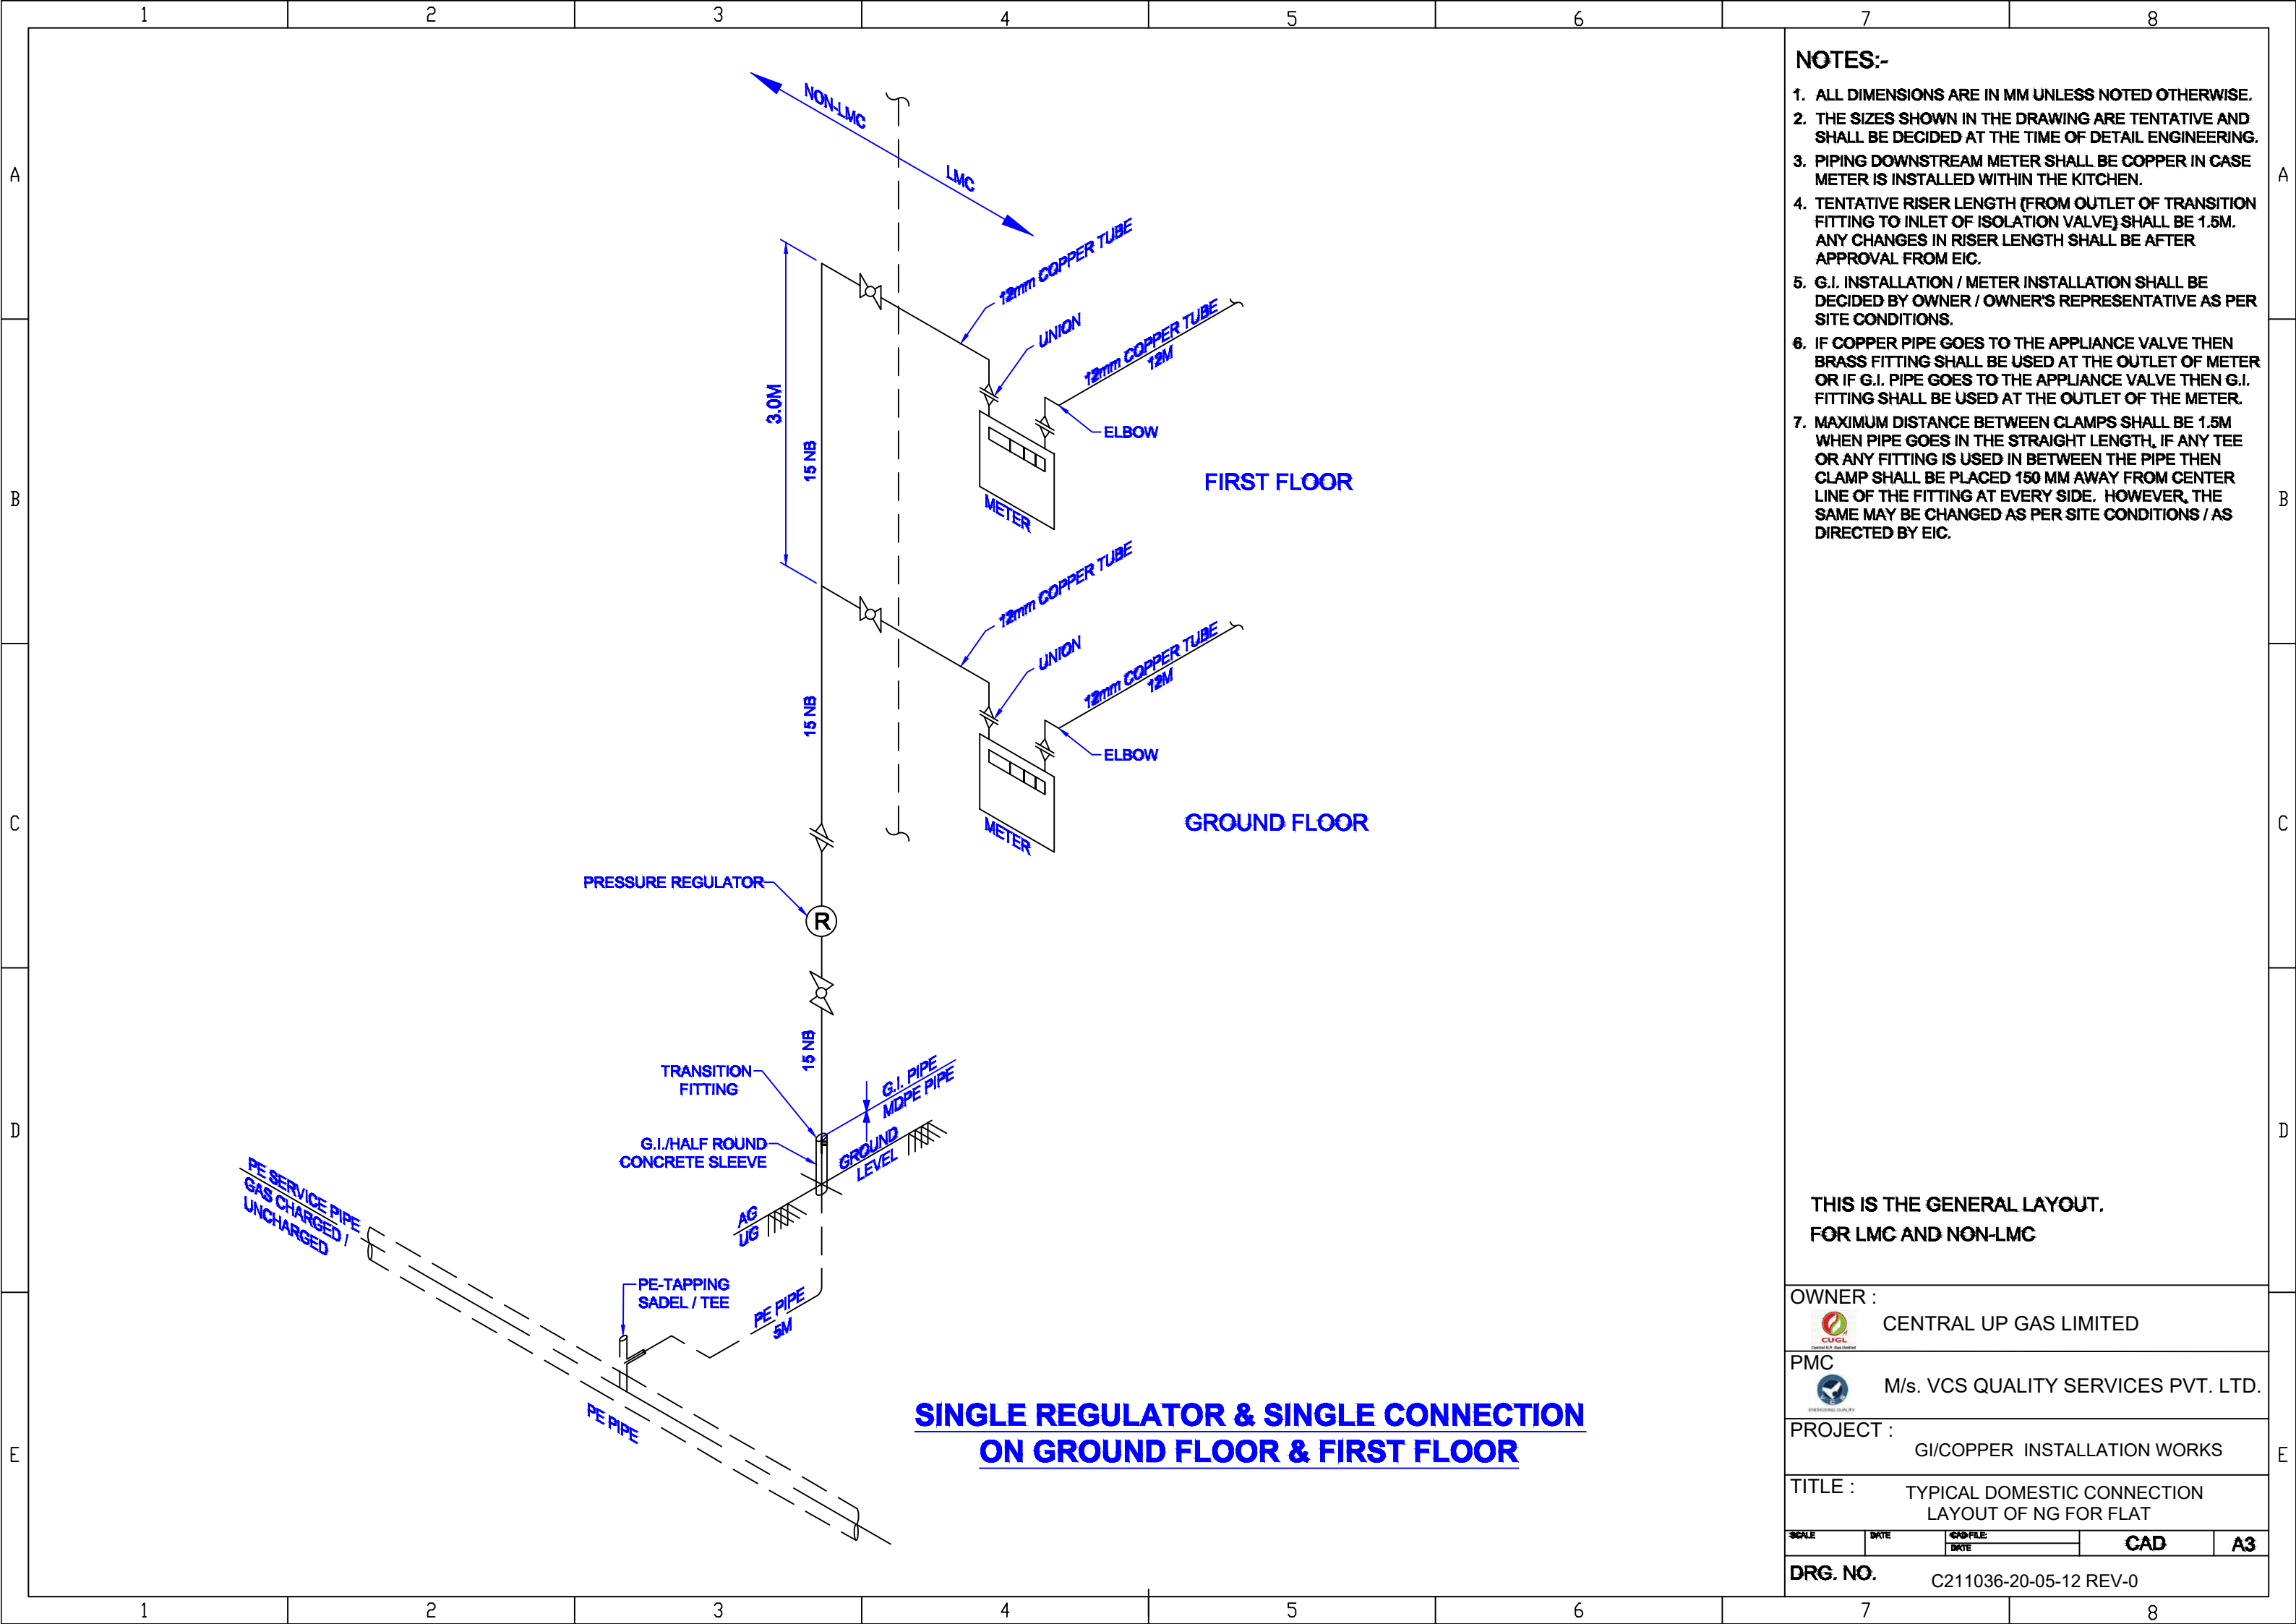 1 2 3 4 5 6 7 8
A
B
C
D
E
A
B
C
D
E
NON-LMC
LMC
12mm COPPER TUBE
UNION
12mm COPPER TUBE
12M
3.0M
15 NB
ELBOW
METER
FIRST FLOOR
12mm COPPER TUBE
UNION
12mm COPPER TUBE
12M
15 NB
ELBOW
METER
GROUND FLOOR
PRESSURE REGULATOR
R
15 NB
TRANSITION
FITTING
G.I. PIPE
MDPE PIPE
G.I./HALF ROUND
CONCRETE SLEEVE
GROUND
LEVEL
AG
UG
PE SERVICE PIPE
GAS CHARGED /
UNCHARGED
PE-TAPPING
SADEL / TEE
PE PIPE
5M
PE PIPE
SINGLE REGULATOR & SINGLE CONNECTION
ON GROUND FLOOR & FIRST FLOOR
NOTES:-
1. ALL DIMENSIONS ARE IN MM UNLESS NOTED OTHERWISE.
2. THE SIZES SHOWN IN THE DRAWING ARE TENTATIVE AND
SHALL BE DECIDED AT THE TIME OF DETAIL ENGINEERING.
3. PIPING DOWNSTREAM METER SHALL BE COPPER IN CASE
METER IS INSTALLED WITHIN THE KITCHEN.
4. TENTATIVE RISER LENGTH (FROM OUTLET OF TRANSITION
FITTING TO INLET OF ISOLATION VALVE) SHALL BE 1.5M.
ANY CHANGES IN RISER LENGTH SHALL BE AFTER
APPROVAL FROM EIC.
5. G.I. INSTALLATION / METER INSTALLATION SHALL BE
DECIDED BY OWNER / OWNER'S REPRESENTATIVE AS PER
SITE CONDITIONS.
6. IF COPPER PIPE GOES TO THE APPLIANCE VALVE THEN
BRASS FITTING SHALL BE USED AT THE OUTLET OF METER
OR IF G.I. PIPE GOES TO THE APPLIANCE VALVE THEN G.I.
FITTING SHALL BE USED AT THE OUTLET OF THE METER.
7. MAXIMUM DISTANCE BETWEEN CLAMPS SHALL BE 1.5M
WHEN PIPE GOES IN THE STRAIGHT LENGTH, IF ANY TEE
OR ANY FITTING IS USED IN BETWEEN THE PIPE THEN
CLAMP SHALL BE PLACED 150 MM AWAY FROM CENTER
LINE OF THE FITTING AT EVERY SIDE. HOWEVER, THE
SAME MAY BE CHANGED AS PER SITE CONDITIONS / AS
DIRECTED BY EIC.
THIS IS THE GENERAL LAYOUT.
FOR LMC AND NON-LMC
OWNER :
CUGL
Central U.P. Gas Limited
CENTRAL UP GAS LIMITED
PMC
M/s. VCS QUALITY SERVICES PVT. LTD.
PROJECT :
GI/COPPER INSTALLATION WORKS
TITLE :
TYPICAL DOMESTIC CONNECTION
LAYOUT OF NG FOR FLAT
SCALE
DATE
CAD FILE:
DATE
CAD
A3
DRG. NO.
C211036-20-05-12 REV-0
1 2 3 4 5 6 7 8